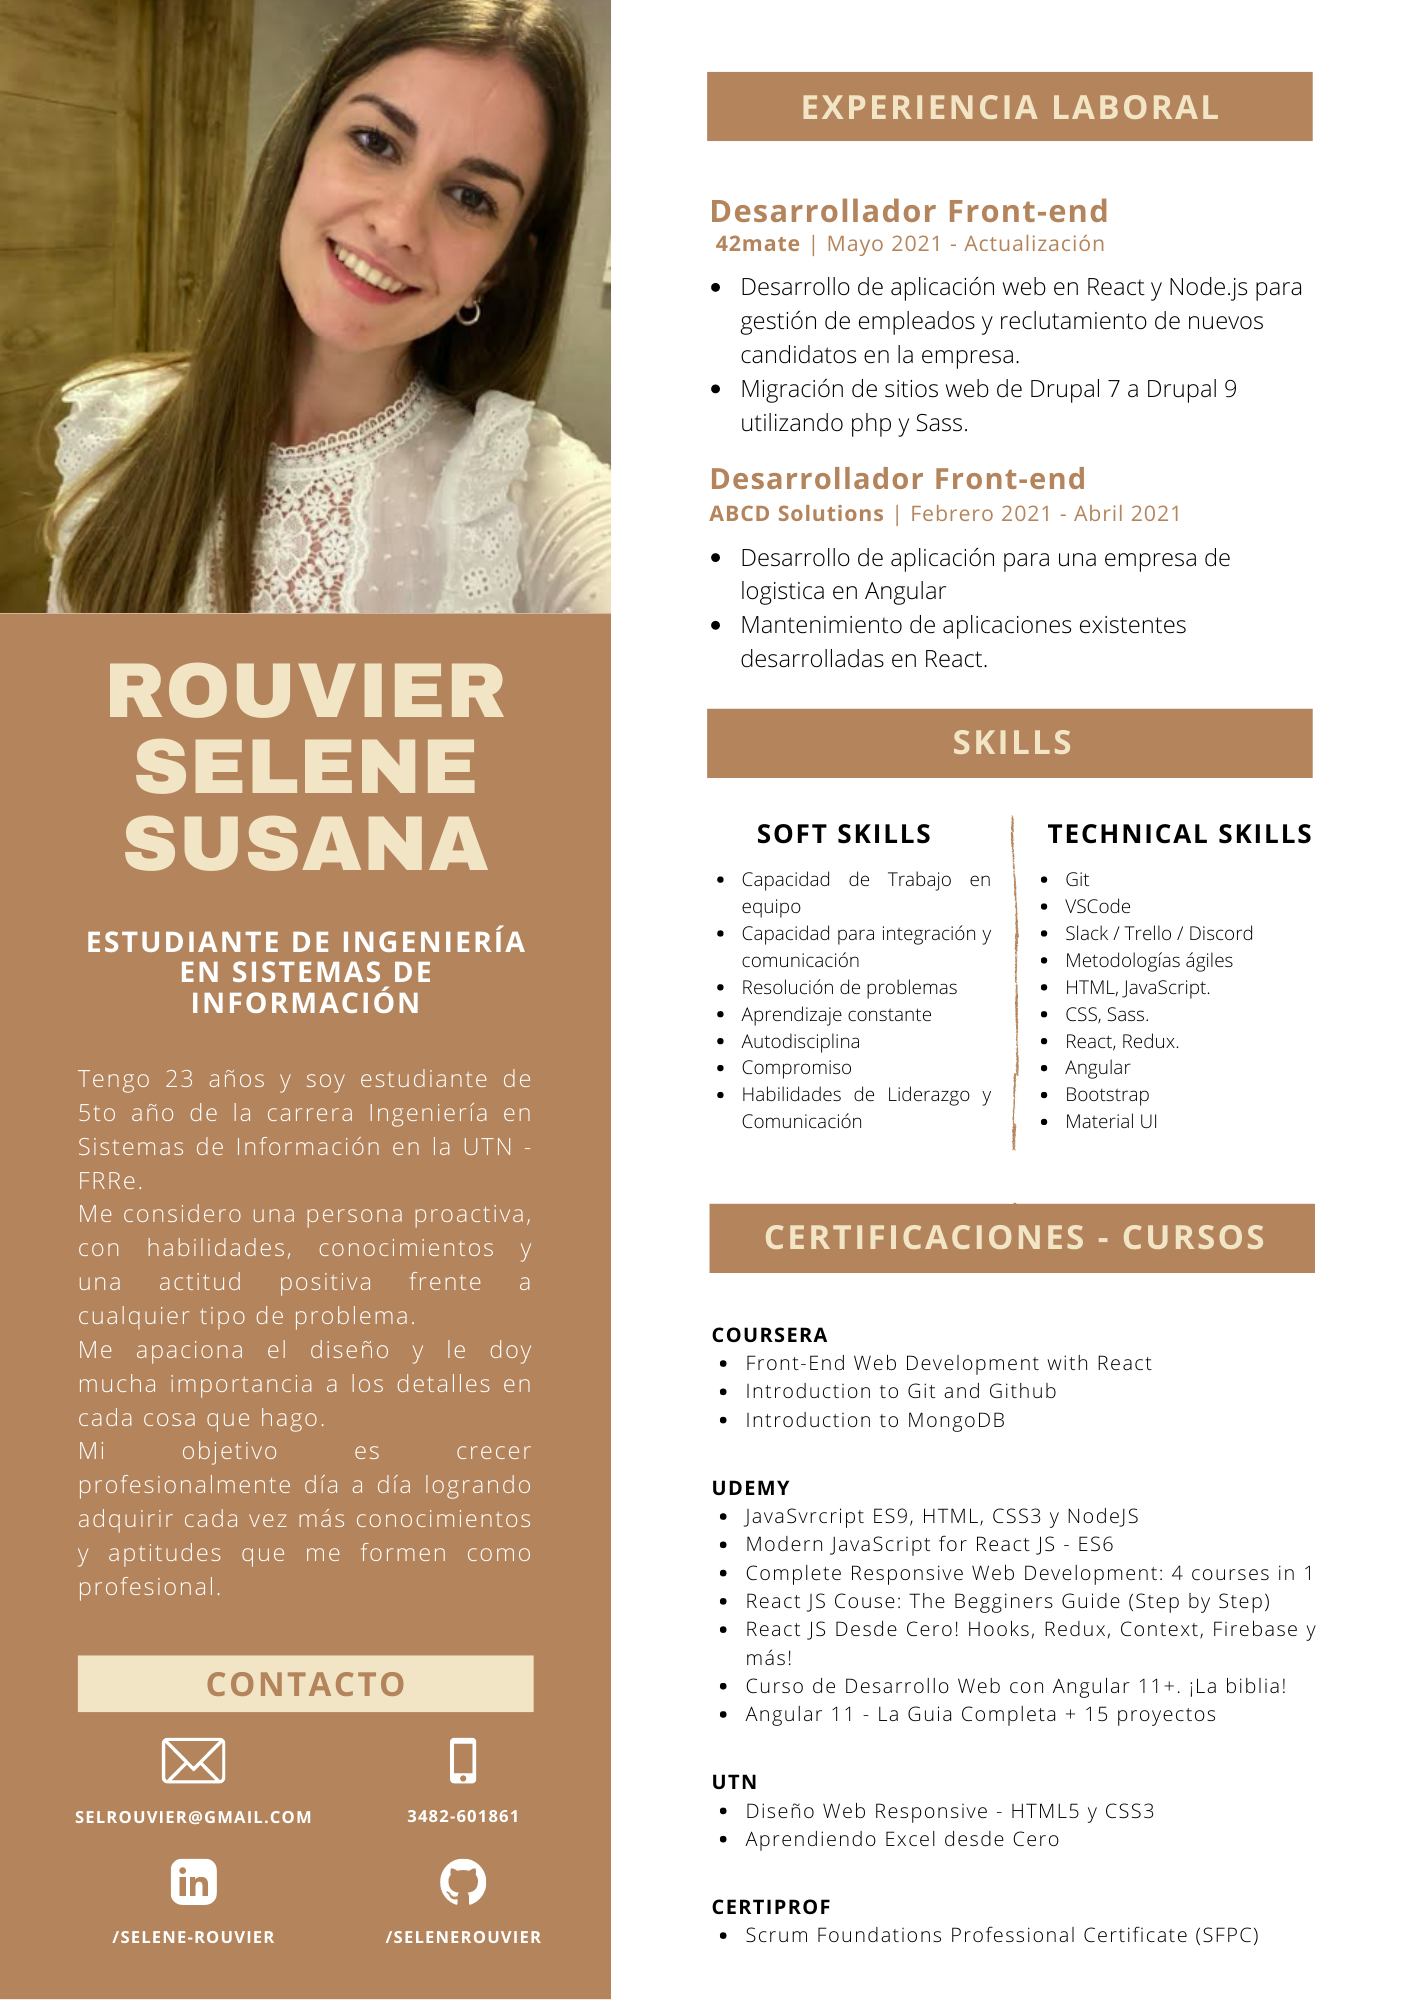 ROUVIER
SELENE
SUSANA
ESTUDIANTE DE INGENIERÍA
EN SISTEMAS DE
INFORMACIÓN
Tengo 23 años y soy estudiante de
5to año de la carrera Ingeniería en
Sistemas de Información en la UTN -
FRRe.
Me considero una persona proactiva,
con habilidades, conocimientos y
una actitud positiva frente a
cualquier tipo de problema.
Me apaciona el diseño y le doy
mucha importancia a los detalles en
cada cosa que hago.
Mi objetivo es crecer
profesionalmente día a día logrando
adquirir cada vez más conocimientos
y aptitudes que me formen como
profesional.
CONTACTO
SELROUVIER@GMAIL.COM
3482-601861
/SELENE-ROUVIER
/SELENEROUVIER
EXPERIENCIA LABORAL
Desarrollador Front-end
42mate | Mayo 2021 - Actualización
• Desarrollo de aplicación web en React y Node.js para
gestión de empleados y reclutamiento de nuevos
candidatos en la empresa.
• Migración de sitios web de Drupal 7 a Drupal 9
utilizando php y Sass.
Desarrollador Front-end
ABCD Solutions | Febrero 2021 - Abril 2021
• Desarrollo de aplicación para una empresa de
logistica en Angular
• Mantenimiento de aplicaciones existentes
desarrolladas en React.
SKILLS
SOFT SKILLS
• Capacidad de Trabajo en
equipo
• Capacidad para integración y
comunicación
• Resolución de problemas
• Aprendizaje constante
• Autodisciplina
• Compromiso
• Habilidades de Liderazgo y
Comunicación
TECHNICAL SKILLS
• Git
• VSCode
• Slack / Trello / Discord
• Metodologías ágiles
• HTML, JavaScript.
• CSS, Sass.
• React, Redux.
• Angular
• Bootstrap
• Material UI
CERTIFICACIONES - CURSOS
COURSERA
• Front-End Web Development with React
• Introduction to Git and Github
• Introduction to MongoDB
UDEMY
• JavaSvrcript ES9, HTML, CSS3 y NodeJS
• Modern JavaScript for React JS - ES6
• Complete Responsive Web Development: 4 courses in 1
• React JS Couse: The Begginers Guide (Step by Step)
• React JS Desde Cero! Hooks, Redux, Context, Firebase y
más!
• Curso de Desarrollo Web con Angular 11+. ¡La biblia!
• Angular 11 - La Guia Completa + 15 proyectos
UTN
• Diseño Web Responsive - HTML5 y CSS3
• Aprendiendo Excel desde Cero
CERTIPROF
• Scrum Foundations Professional Certificate (SFPC)